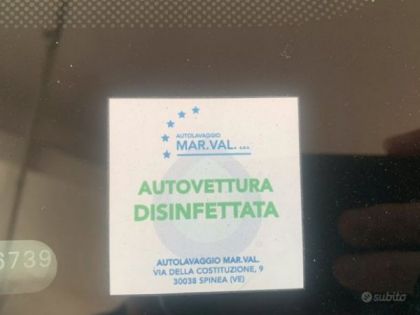 AUTOLAVAGGIO
MAR.VAL. s.a.s.
AUTOVETTURA
DISINFETTATA
AUTOLAVAGGIO MAR.VAL.
VIA DELLA COSTITUZIONE, 9
30038 SPINEA (VE)
6739
subito